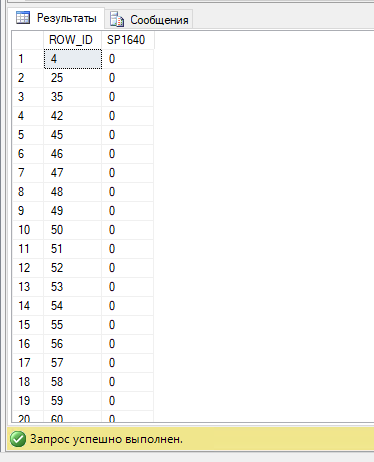 Результаты Сообщения
ROW_ID SP1640
1 4 0
2 25 0
3 35 0
4 42 0
5 45 0
6 46 0
7 47 0
8 48 0
9 49 0
10 50 0
11 51 0
12 52 0
13 53 0
14 54 0
15 55 0
16 56 0
17 57 0
18 58 0
19 59 0
20 60 0
Запрос успешно выполнен.